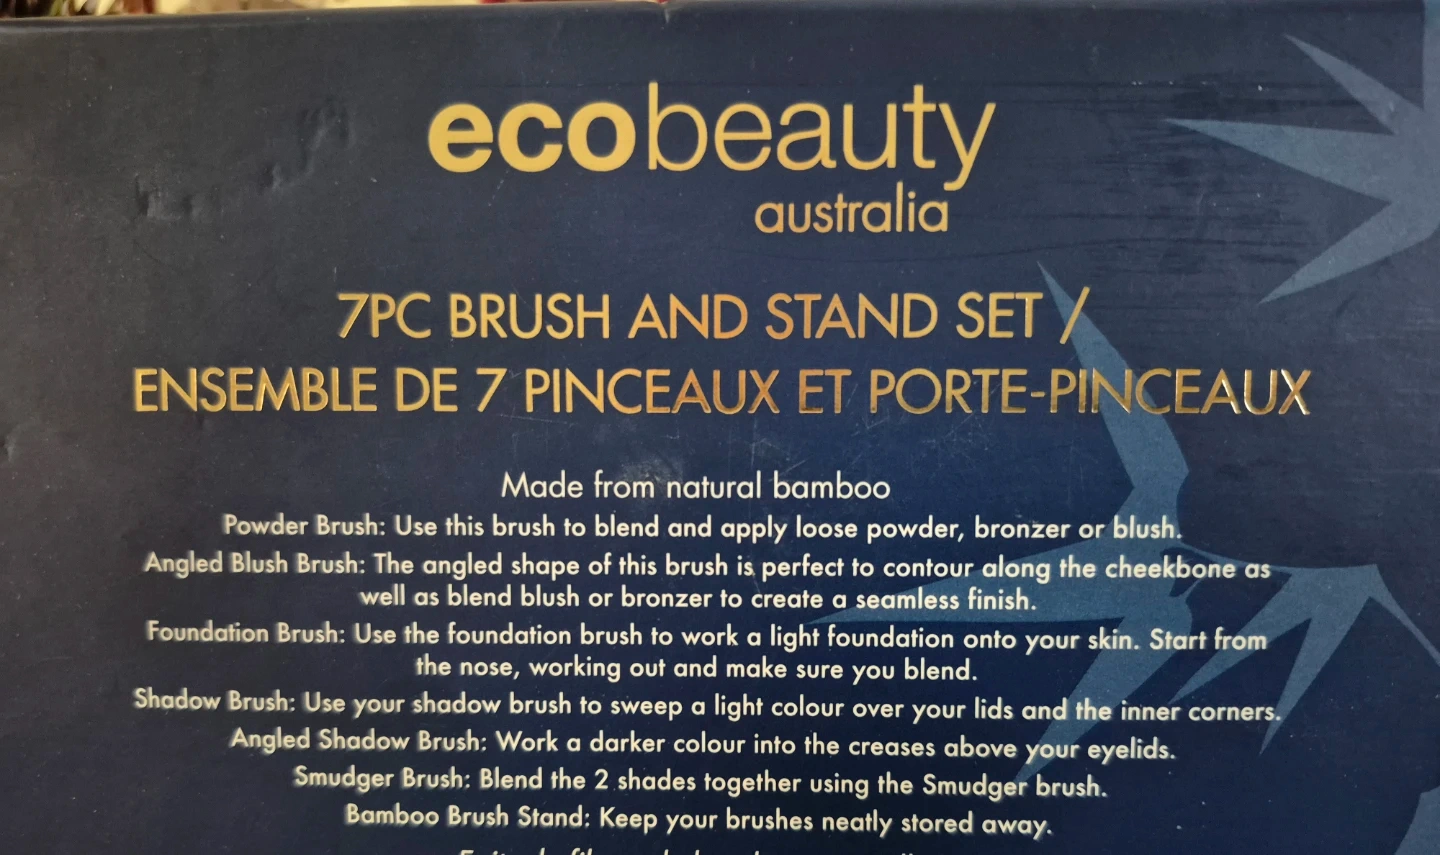 ecobeauty
australia
7PC BRUSH AND STAND SET /
ENSEMBLE DE 7 PINCEAUX ET PORTE-PINCEAUX
Made from natural bamboo
Powder Brush: Use this brush to blend and apply loose powder, bronzer or blush.
Angled Blush Brush: The angled shape of this brush is perfect to contour along the cheekbone as
well as blend blush or bronzer to create a seamless finish.
Foundation Brush: Use the foundation brush to work a light foundation onto your skin. Start from
the nose, working out and make sure you blend.
Shadow Brush: Use your shadow brush to sweep a light colour over your lids and the inner corners.
Angled Shadow Brush: Work a darker colour into the creases above your eyelids.
Smudger Brush: Blend the 2 shades together using the Smudger brush.
Bamboo Brush Stand: Keep your brushes neatly stored away.